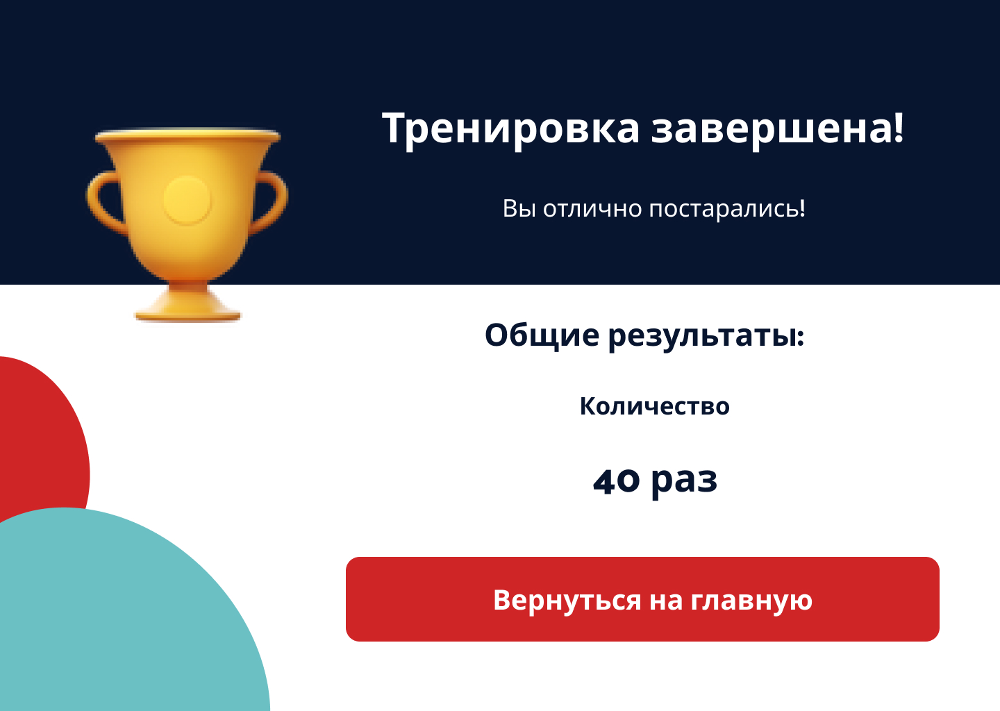 Тренировка завершена!
Вы отлично постарались!
Общие результаты:
Количество
40 раз
Вернуться на главную